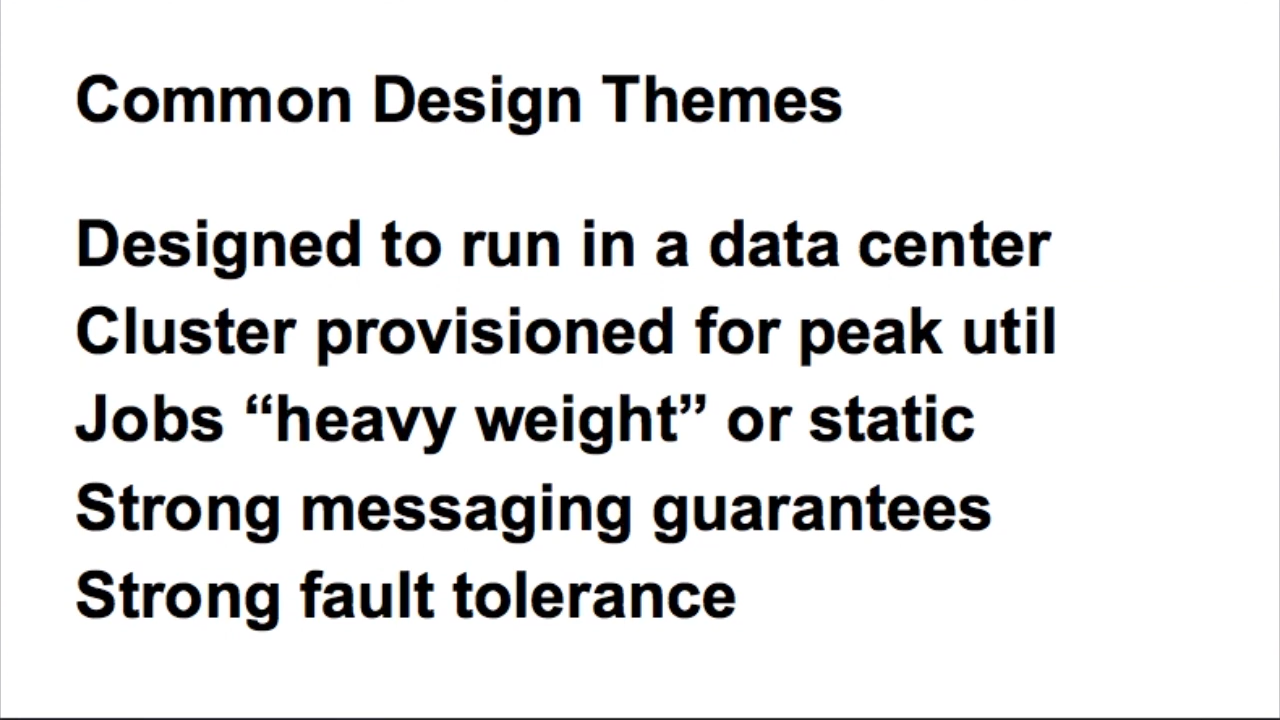 Common Design Themes
Designed to run in a data center
Cluster provisioned for peak util
Jobs “heavy weight” or static
Strong messaging guarantees
Strong fault tolerance